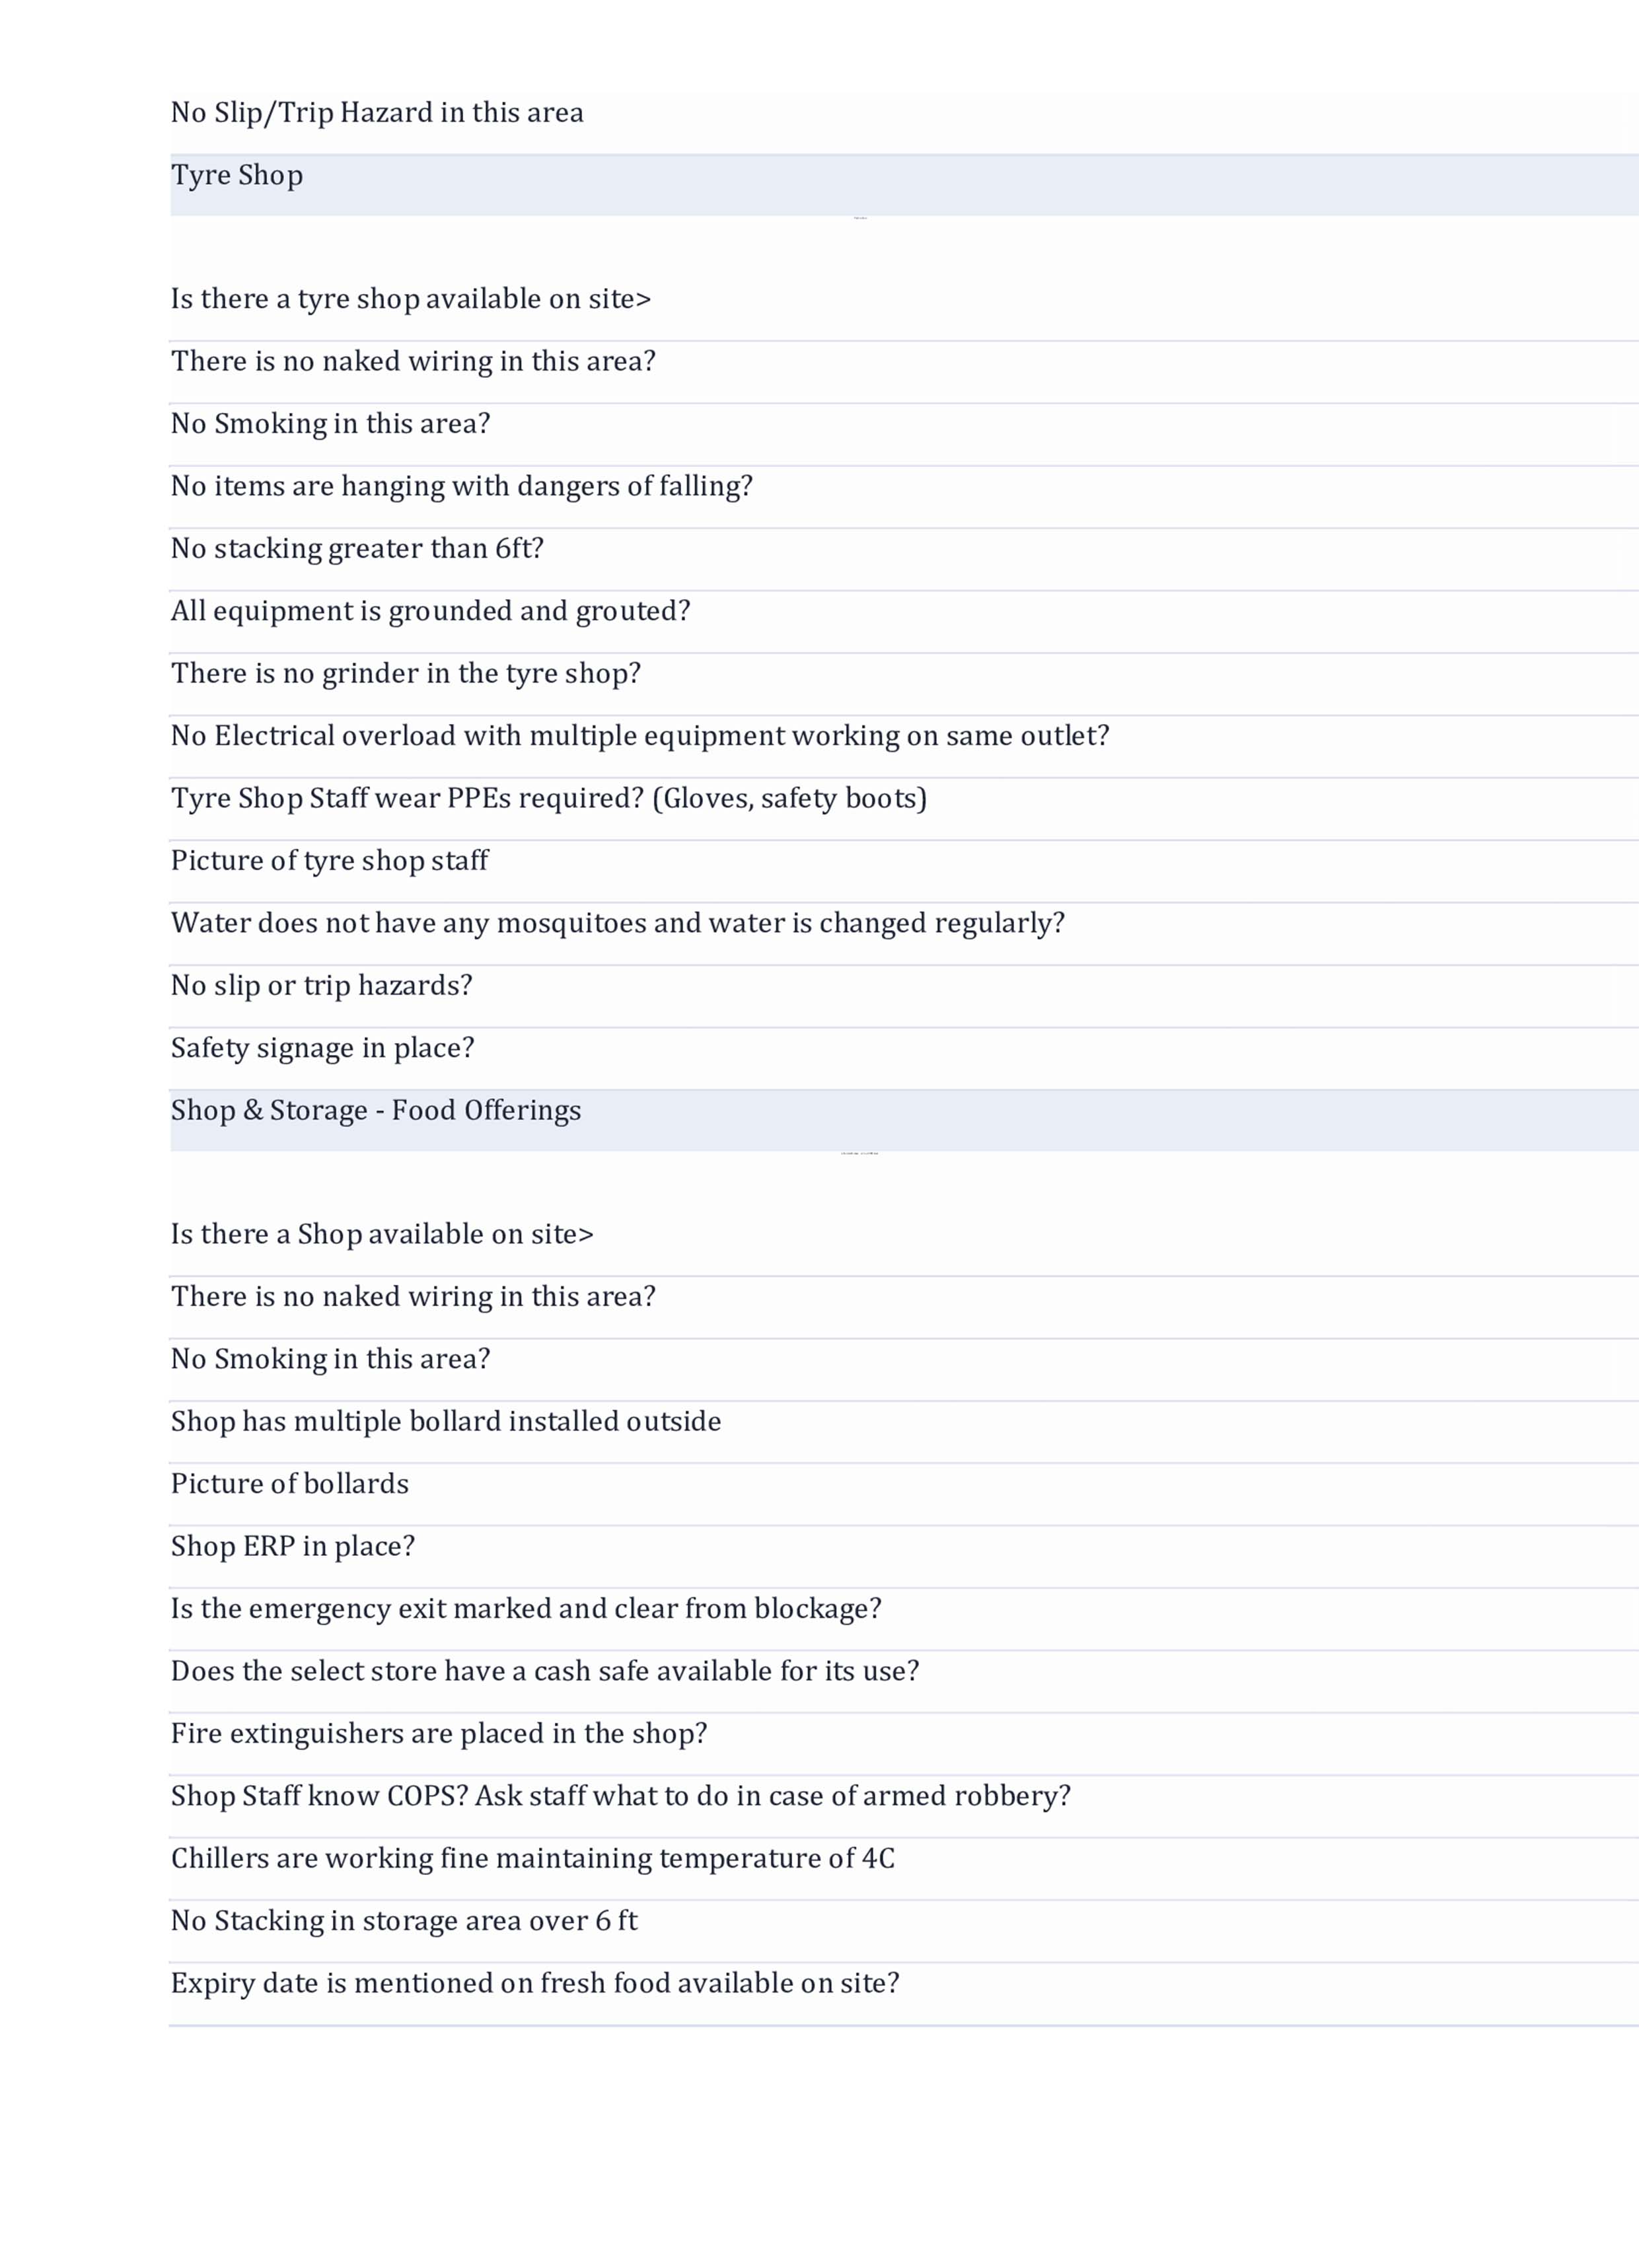 No Slip/Trip Hazard in this area
Tyre Shop
Is there a tyre shop available on site>
There is no naked wiring in this area?
No Smoking in this area?
No items are hanging with dangers of falling?
No stacking greater than 6ft?
All equipment is grounded and grouted?
There is no grinder in the tyre shop?
No Electrical overload with multiple equipment working on same outlet?
Tyre Shop Staff wear PPEs required? (Gloves, safety boots)
Picture of tyre shop staff
Water does not have any mosquitoes and water is changed regularly?
No slip or trip hazards?
Safety signage in place?
Shop & Storage - Food Offerings
Is there a Shop available on site>
There is no naked wiring in this area?
No Smoking in this area?
Shop has multiple bollard installed outside
Picture of bollards
Shop ERP in place?
Is the emergency exit marked and clear from blockage?
Does the select store have a cash safe available for its use?
Fire extinguishers are placed in the shop?
Shop Staff know COPS? Ask staff what to do in case of armed robbery?
Chillers are working fine maintaining temperature of 4C
No Stacking in storage area over 6 ft
Expiry date is mentioned on fresh food available on site?